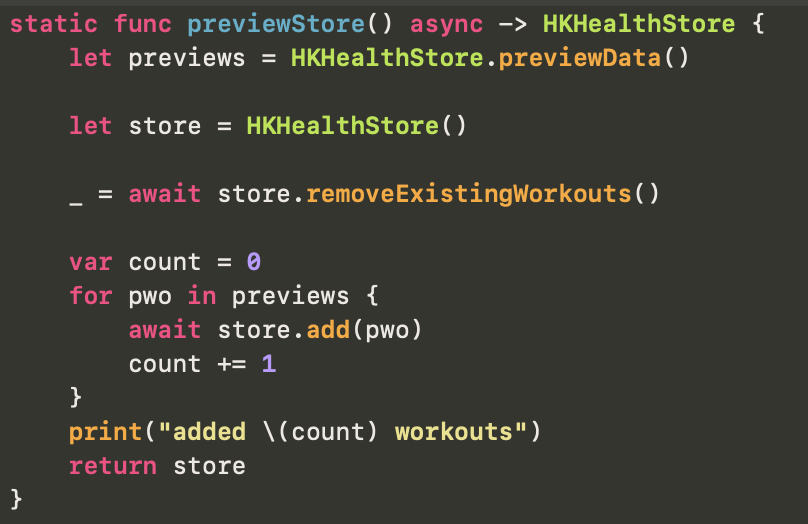 static func previewStore() async -> HKHealthStore {
    let previews = HKHealthStore.previewData()

    let store = HKHealthStore()

    _ = await store.removeExistingWorkouts()

    var count = 0
    for pwo in previews {
        await store.add(pwo)
        count += 1
    }
    print("added \(count) workouts")
    return store
}